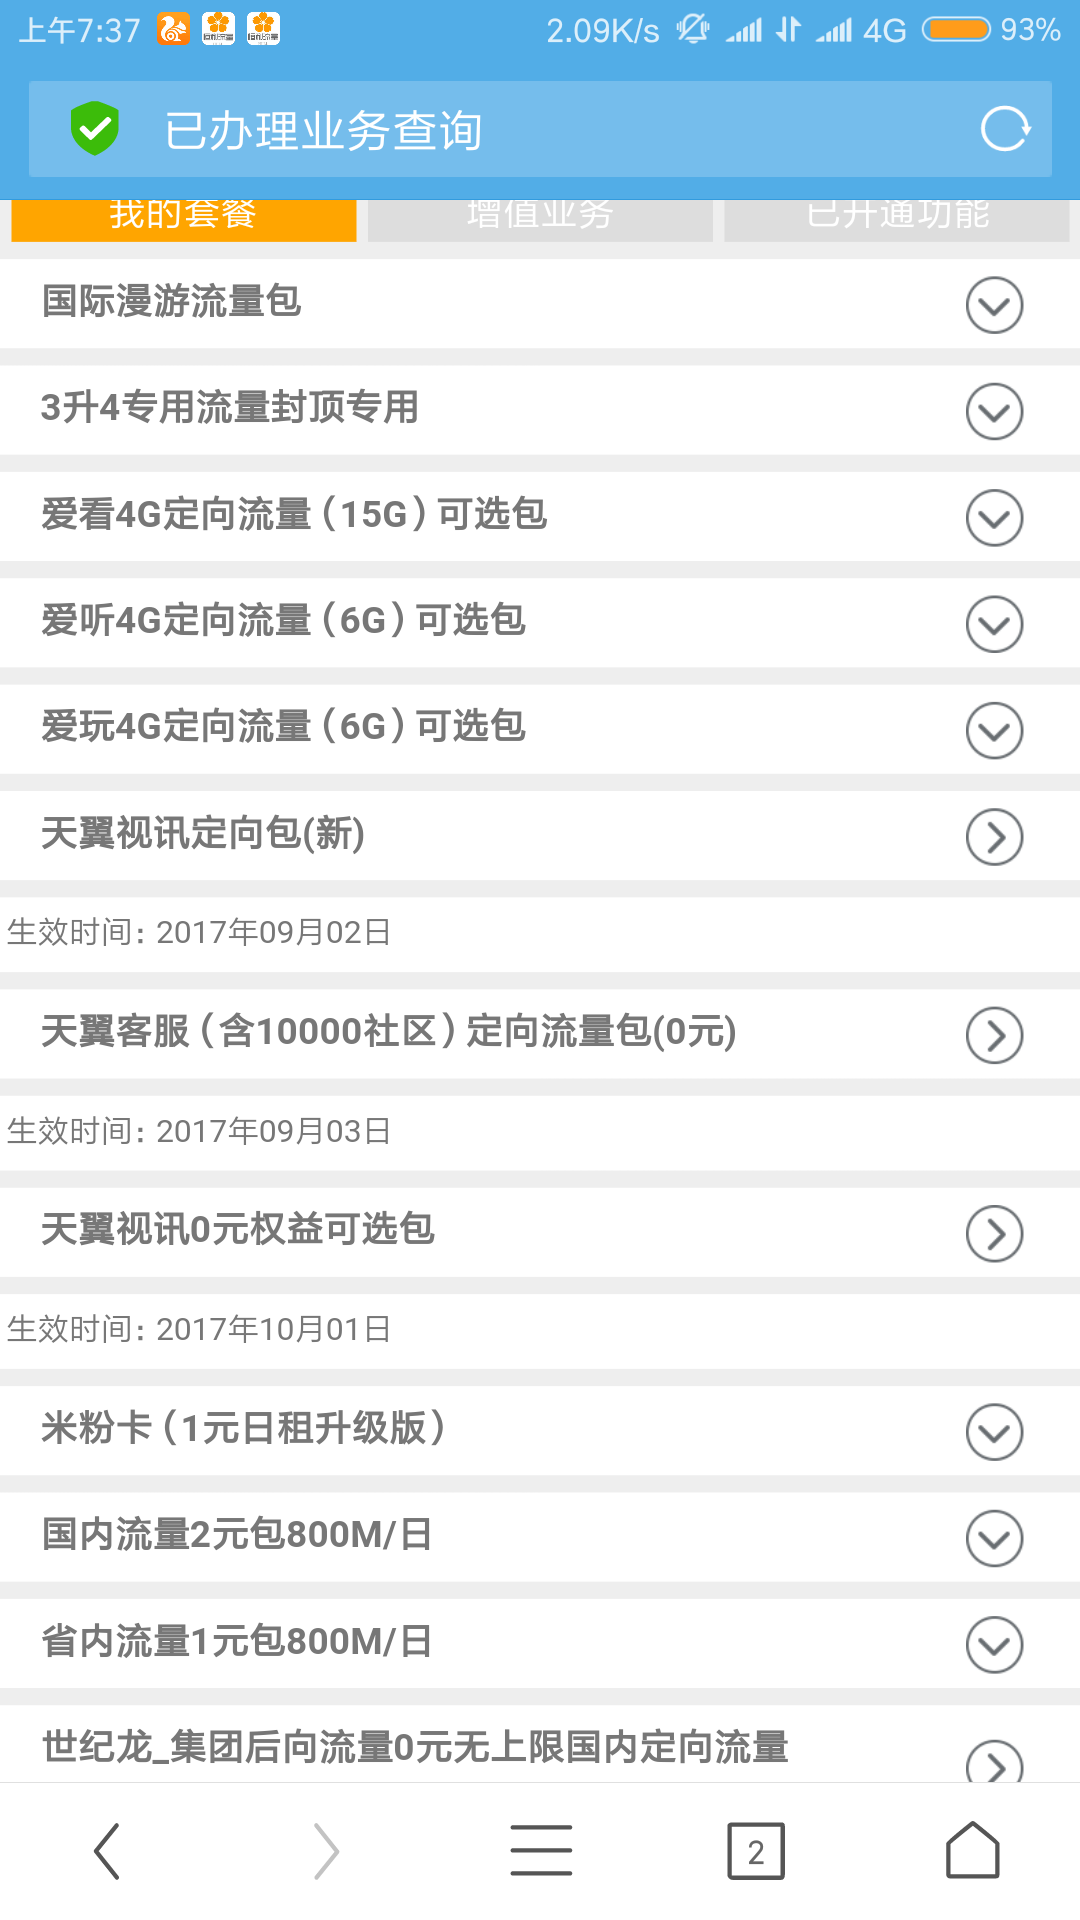 上午7:37
2.09K/s
4G
93%
已办理业务查询
我的套餐
增值业务
已开通功能
国际漫游流量包
3升4专用流量封顶专用
爱看4G定向流量（15G）可选包
爱听4G定向流量（6G）可选包
爱玩4G定向流量（6G）可选包
天翼视讯定向包(新)
生效时间：2017年09月02日
天翼客服（含10000社区）定向流量包(0元)
生效时间：2017年09月03日
天翼视讯0元权益可选包
生效时间：2017年10月01日
米粉卡（1元日租升级版）
国内流量2元包800M/日
省内流量1元包800M/日
世纪龙_集团后向流量0元无上限国内定向流量
2